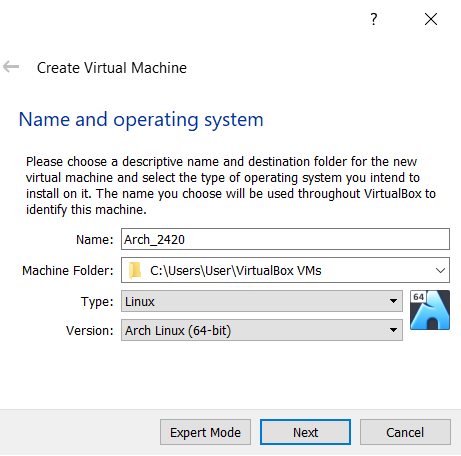 ?
Create Virtual Machine
Name and operating system
Please choose a descriptive name and destination folder for the new
virtual machine and select the type of operating system you intend to
install on it. The name you choose will be used throughout VirtualBox to
identify this machine.
Name: Arch_2420
Machine Folder: C:\Users\User\VirtualBox VMs
Type: Linux
64
Version: Arch Linux (64-bit)
Expert Mode Next Cancel